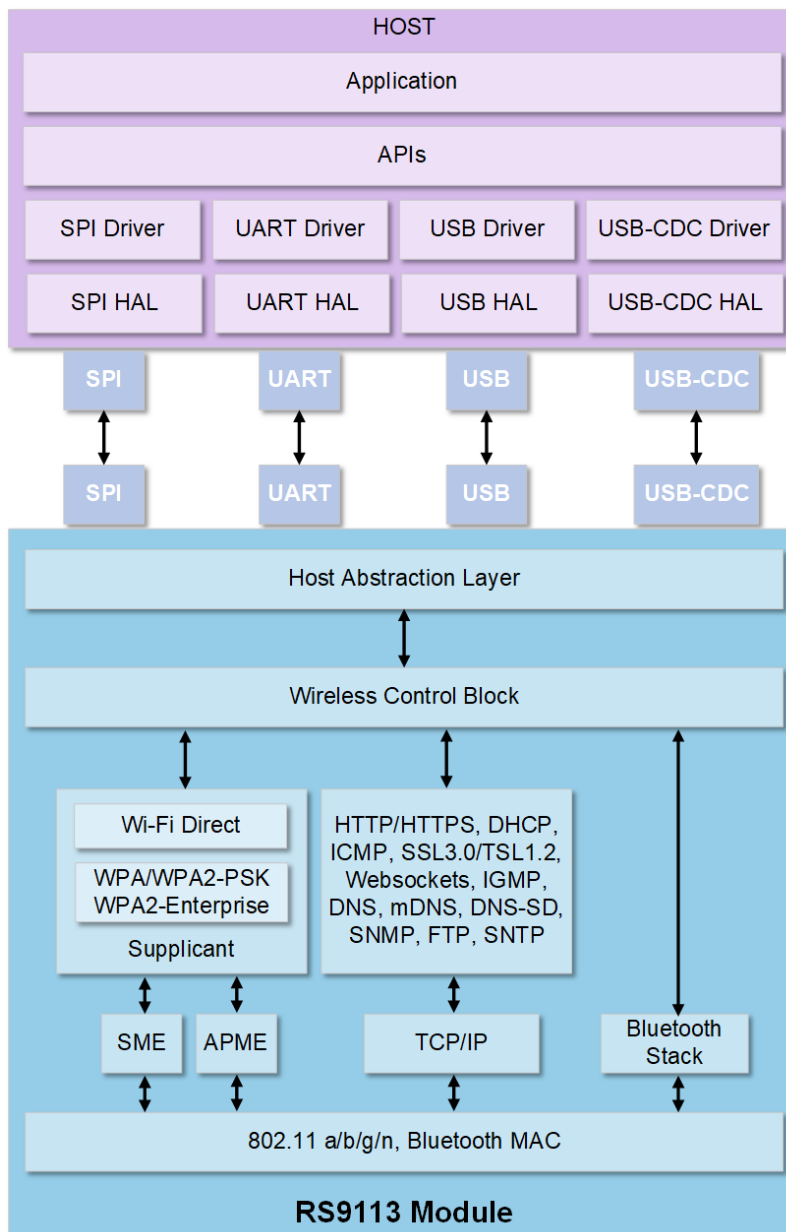 HOST
Application
APIs
SPI Driver
UART Driver
USB Driver
USB-CDC Driver
SPI HAL
UART HAL
USB HAL
USB-CDC HAL
SPI
UART
USB
USB-CDC
SPI
UART
USB
USB-CDC
Host Abstraction Layer
Wireless Control Block
Wi-Fi Direct
WPA/WPA2-PSK
WPA2-Enterprise
Supplicant
HTTP/HTTPS, DHCP,
ICMP, SSL3.0/TSL1.2,
Websockets, IGMP,
DNS, mDNS, DNS-SD,
SNMP, FTP, SNTP
SME
APME
TCP/IP
Bluetooth
Stack
802.11 a/b/g/n, Bluetooth MAC
RS9113 Module